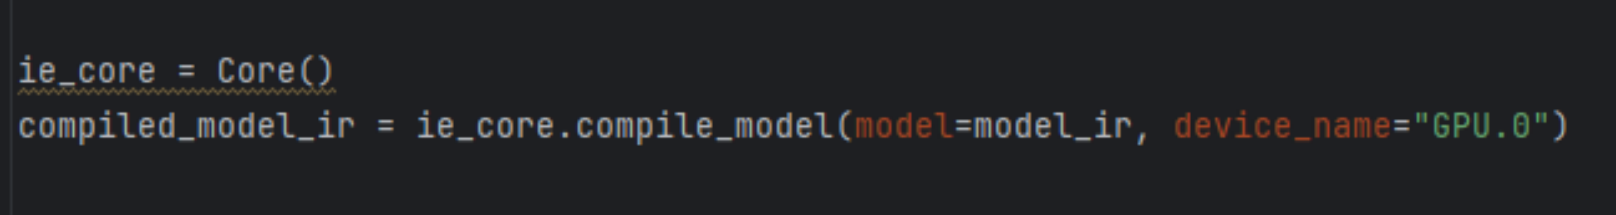 ie_core = Core()
compiled_model_ir = ie_core.compile_model(model=model_ir, device_name="GPU.0")